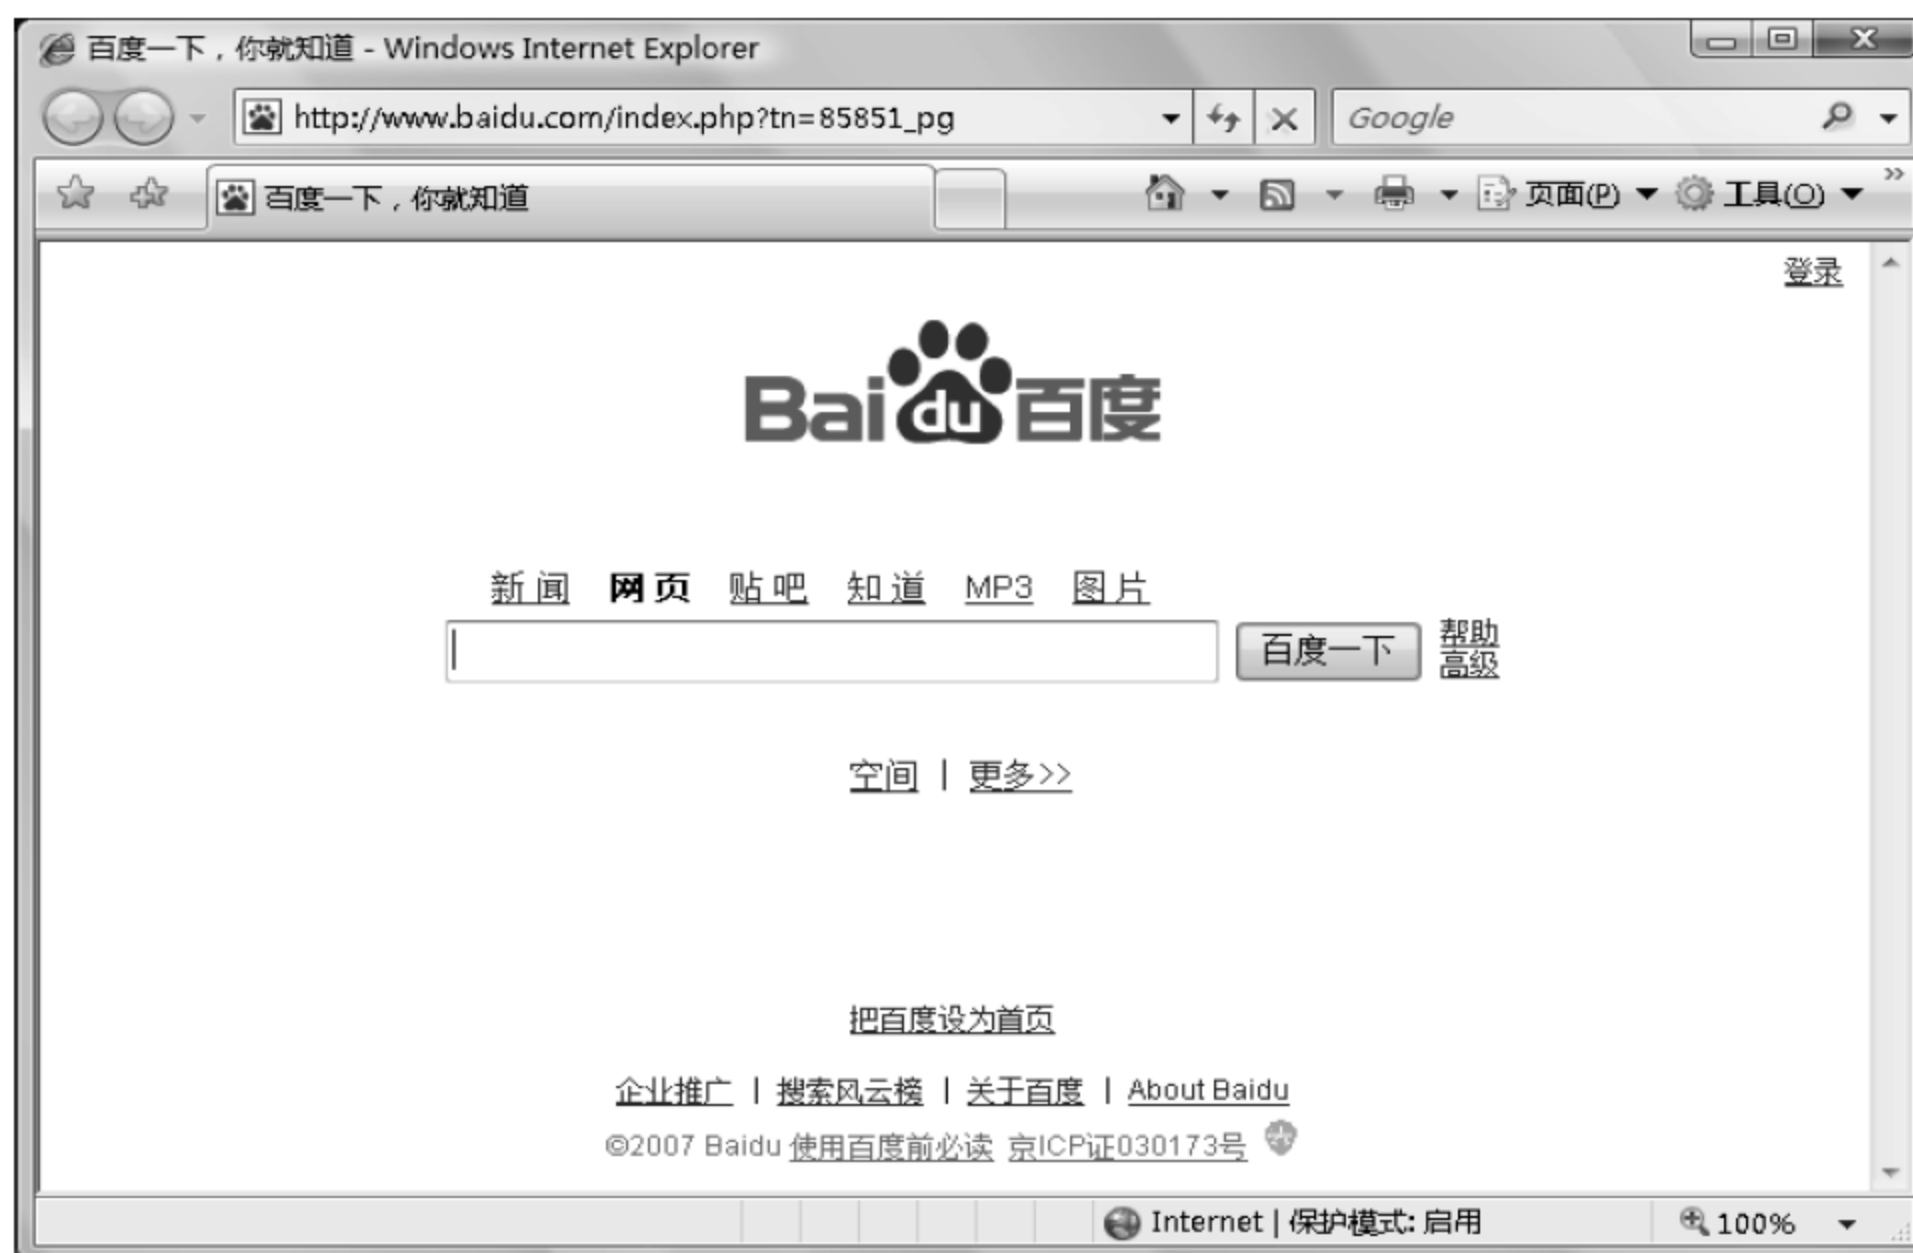 百度一下，你就知道 - Windows Internet Explorer
http://www.baidu.com/index.php?tn=85851_pg Google
百度一下，你就知道 页面(P) 工具(O) »
登录
Bai du 百度
新闻 网页 贴吧 知道 MP3 图片
百度一下 帮助
高级
空间 | 更多>>
把百度设为首页
企业推广 | 搜索风云榜 | 关于百度 | About Baidu
©2007 Baidu 使用百度前必读 京ICP证030173号
Internet | 保护模式: 启用 100%